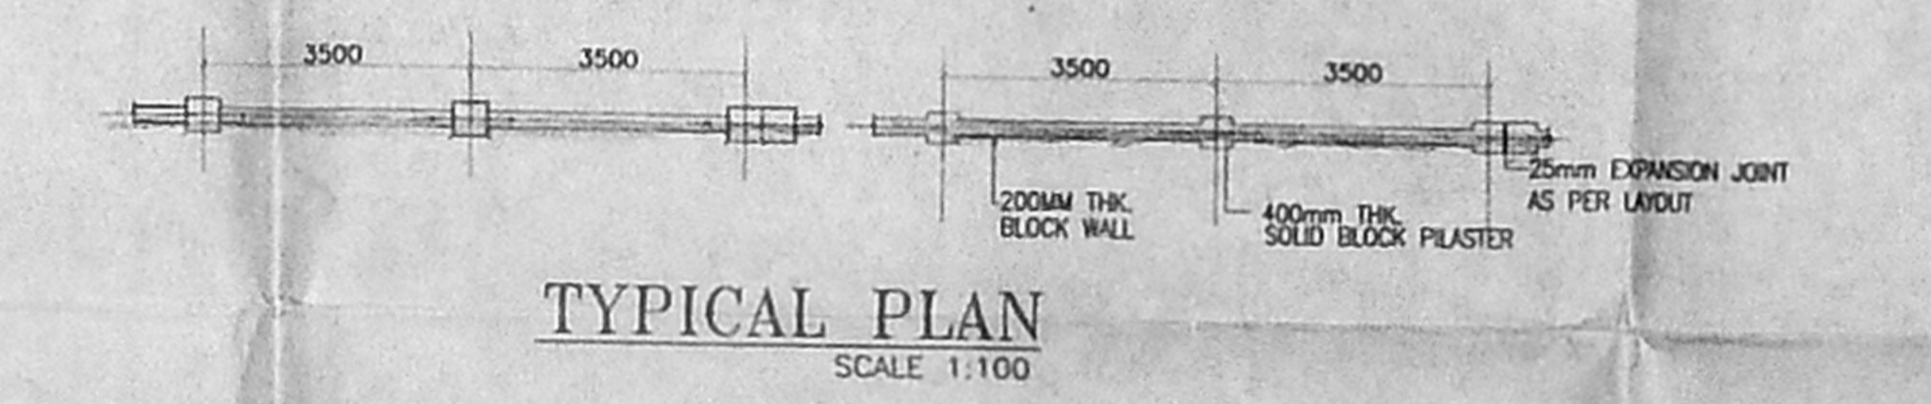 3500 3500 3500 3500
200MM THK.
BLOCK WALL
400mm THK.
SOLID BLOCK PILASTER
25mm EXPANSION JOINT
AS PER LAYOUT
TYPICAL PLAN
SCALE 1:100